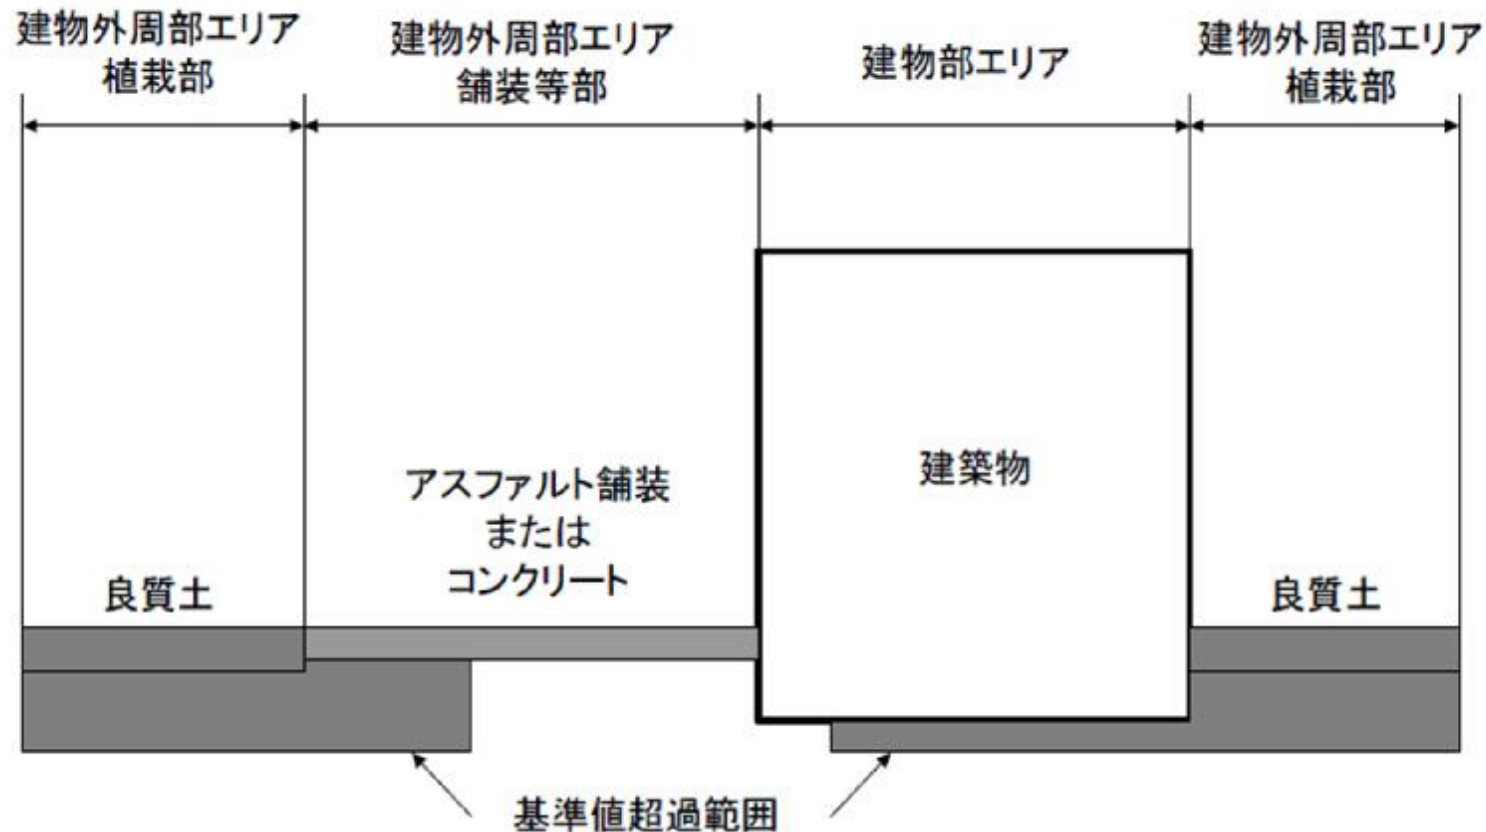 建物外周部エリア
植栽部
建物外周部エリア
舗装等部
建物部エリア
建物外周部エリア
植栽部
アスファルト舗装
または
コンクリート
建築物
良質土
良質土
基準値超過範囲